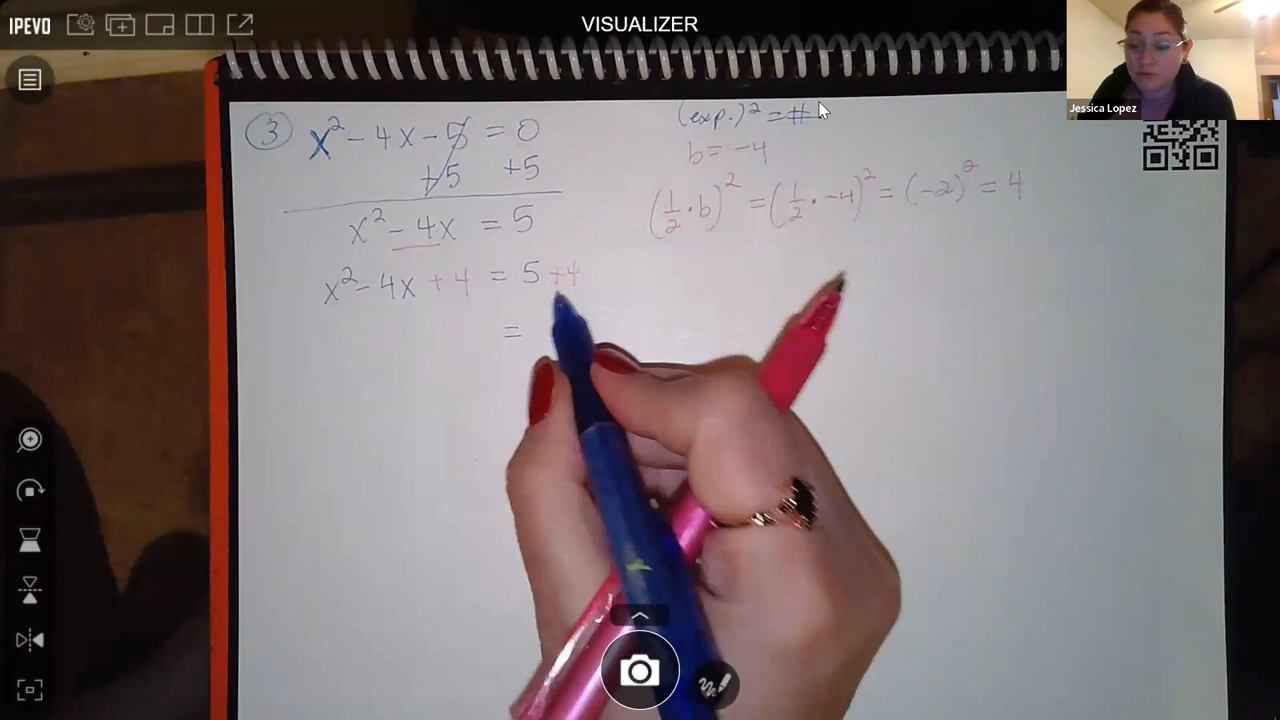 IPEVO
VISUALIZER
Jessica Lopez
③ x² - 4x - 5 = 0
+5 +5
x² - 4x = 5
x² - 4x + 4 = 5 + 4
=
(exp.)² = #
b = -4
(1/2 · b)² = (1/2 · -4)² = (-2)² = 4